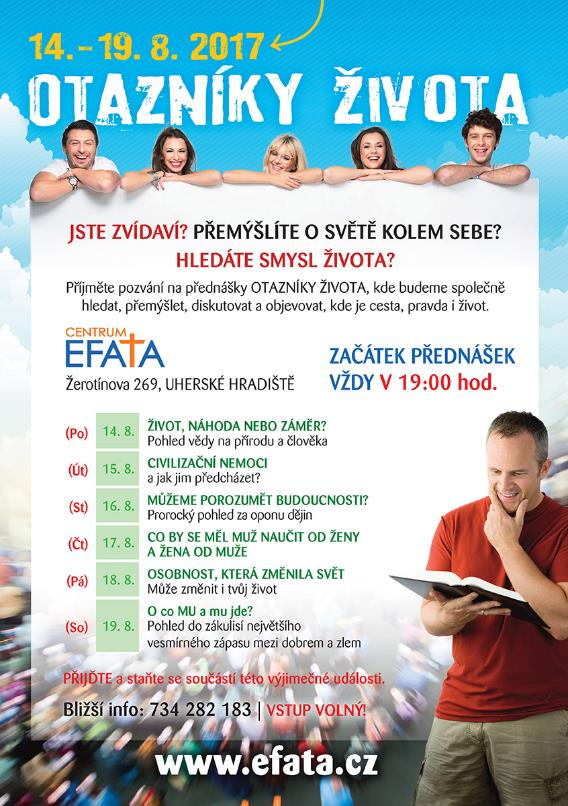 14. - 19. 8. 2017
OTAZNÍKY ŽIVOTA
JSTE ZVÍDAVÍ? PŘEMÝŠLÍTE O SVĚTĚ KOLEM SEBE?
HLEDÁTE SMYSL ŽIVOTA?
Příjměte pozvání na přednášky OTAZNÍKY ŽIVOTA, kde budeme společně
hledat, přemýšlet, diskutovat a objevovat, kde je cesta, pravda i život.
CENTRUM
EFATA
Žerotínova 269, UHERSKÉ HRADIŠTĚ
ZAČÁTEK PŘEDNÁŠEK
VŽDY V 19:00 hod.
(Po) 14. 8. ŽIVOT, NÁHODA NEBO ZÁMĚR?
Pohled vědy na přírodu a člověka
(Út) 15. 8. CIVILIZAČNÍ NEMOCI
a jak jim předcházet?
(St) 16. 8. MŮŽEME POROZUMĚT BUDOUCNOSTI?
Prorocký pohled za oponu dějin
(Čt) 17. 8. CO BY SE MĚL MUŽ NAUČIT OD ŽENY
A ŽENA OD MUŽE
(Pá) 18. 8. OSOBNOST, KTERÁ ZMĚNILA SVĚT
Může změnit i tvůj život
(So) 19. 8. O co MU a mu jde?
Pohled do zákulisí největšího
vesmírného zápasu mezi dobrem a zlem
PŘIJĎTE a staňte se součástí této výjimečné události.
Bližší info: 734 282 183 | VSTUP VOLNÝ!
www.efata.cz